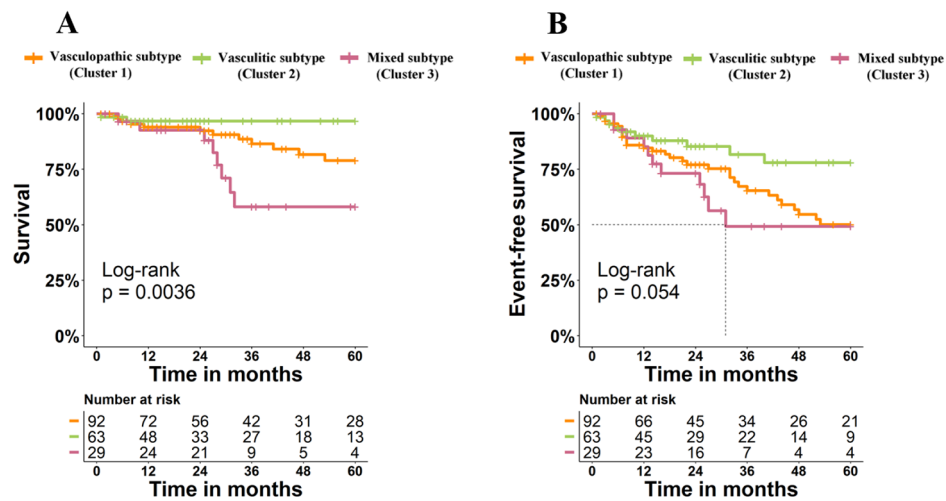 A
Vasculopathic subtype Vasculitic subtype Mixed subtype
(Cluster 1) (Cluster 2) (Cluster 3)
100%
75%
50%
25%
0%
Survival
Log-rank
p = 0.0036
0 12 24 36 48 60
Time in months
Number at risk
92 72 56 42 31 28
63 48 33 27 18 13
29 24 21 9 5 4
0 12 24 36 48 60
Time in months
B
Vasculopathic subtype Vasculitic subtype Mixed subtype
(Cluster 1) (Cluster 2) (Cluster 3)
100%
75%
50%
25%
0%
Event-free survival
Log-rank
p = 0.054
0 12 24 36 48 60
Time in months
Number at risk
92 66 45 34 26 21
63 45 29 22 14 9
29 23 16 7 4 4
0 12 24 36 48 60
Time in months